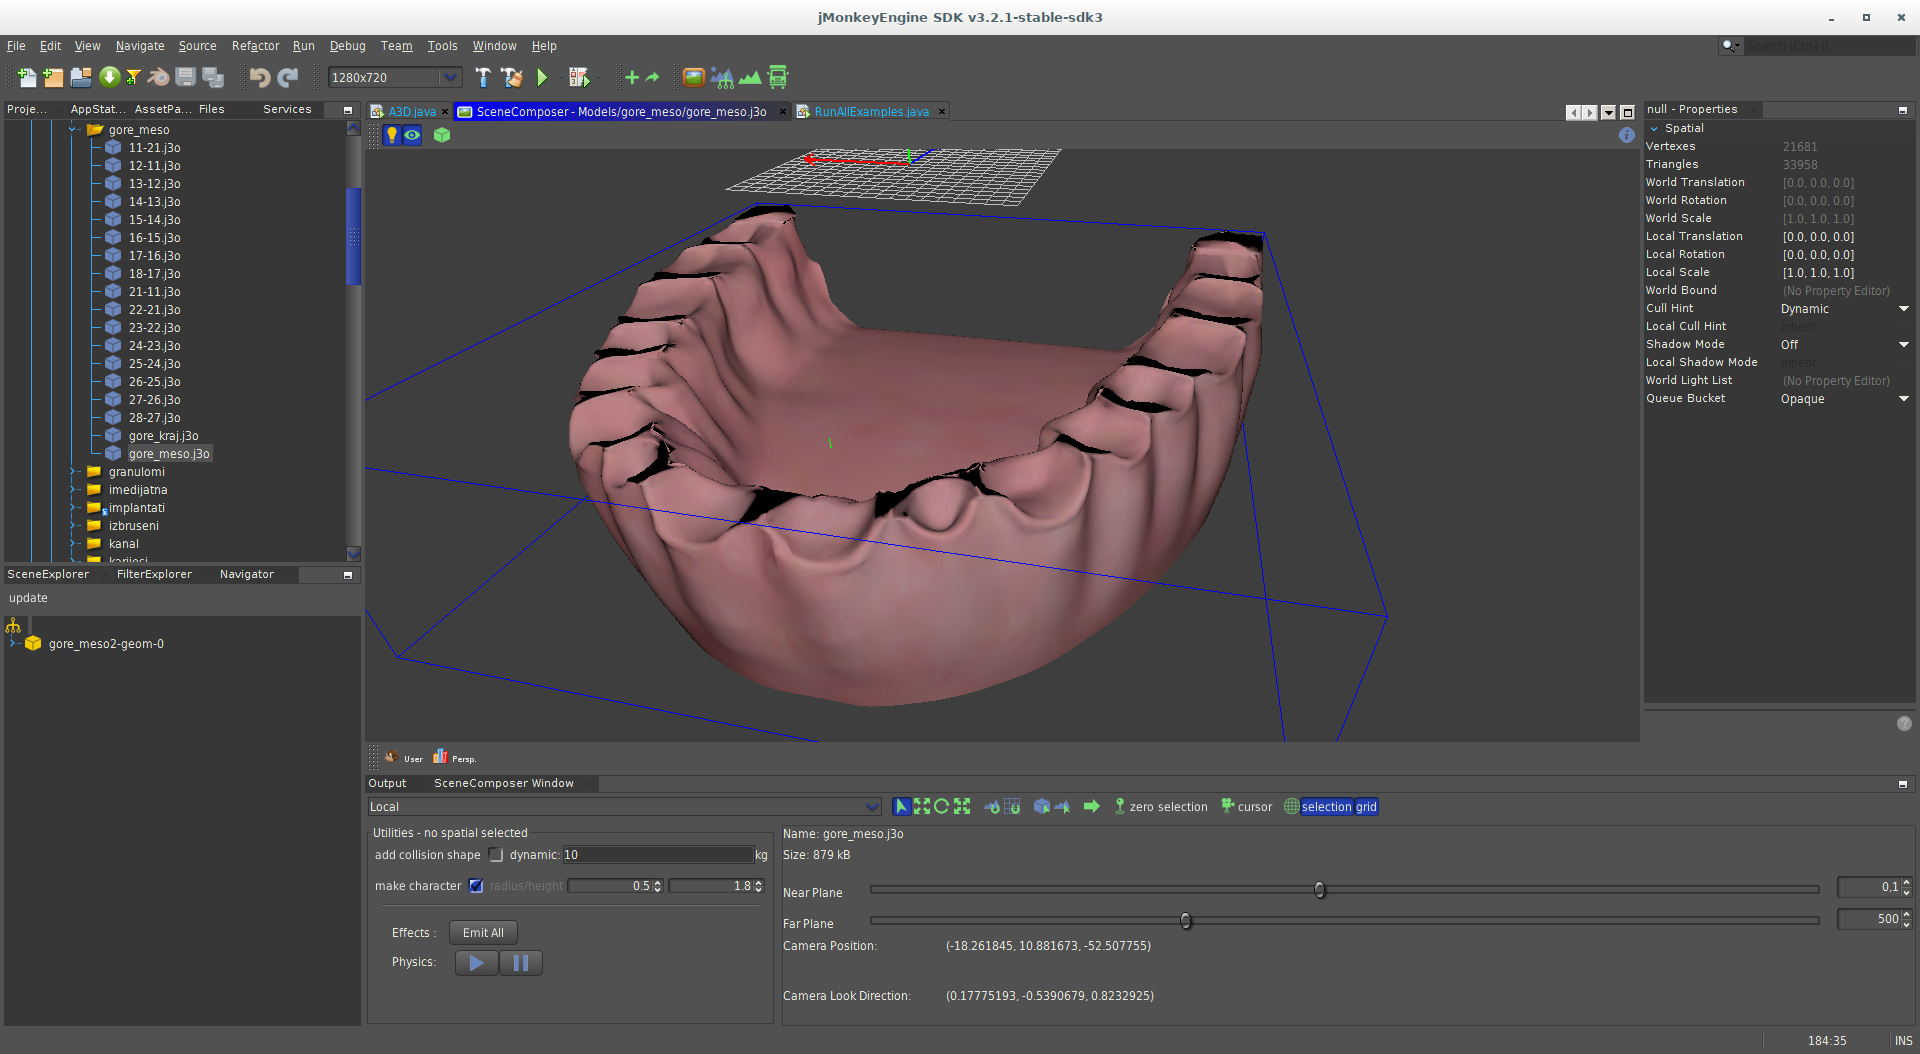 jMonkeyEngine SDK v3.2.1-stable-sdk3
File Edit View Navigate Source Refactor Run Debug Team Tools Window Help
Search (Ctrl+I)
1280x720
Proje... AppStat... AssetPa... Files Services
A3D.java SceneComposer - Models/gore_meso/gore_meso.j3o RunAllExamples.java
null - Properties
gore_meso
11-21.j3o
12-11.j3o
13-12.j3o
14-13.j3o
15-14.j3o
16-15.j3o
17-16.j3o
18-17.j3o
21-11.j3o
22-21.j3o
23-22.j3o
24-23.j3o
25-24.j3o
26-25.j3o
27-26.j3o
28-27.j3o
gore_kraj.j3o
gore_meso.j3o
granulomi
imedijatna
implantati
izbruseni
kanal
karijesi
SceneExplorer FilterExplorer Navigator
update
gore_meso2-geom-0
Spatial
Vertexes 21681
Triangles 33958
World Translation [0.0, 0.0, 0.0]
World Rotation [0.0, 0.0, 0.0]
World Scale [1.0, 1.0, 1.0]
Local Translation [0.0, 0.0, 0.0]
Local Rotation [0.0, 0.0, 0.0]
Local Scale [1.0, 1.0, 1.0]
World Bound (No Property Editor)
Cull Hint Dynamic
Local Cull Hint Inherit
Shadow Mode Off
Local Shadow Mode Inherit
World Light List (No Property Editor)
Queue Bucket Opaque
User Persp.
Output SceneComposer Window
Local
zero selection cursor selection grid
Utilities - no spatial selected
add collision shape dynamic: 10 kg
make character radius/height 0.5 1.8
Effects : Emit All
Physics:
Name: gore_meso.j3o
Size: 879 kB
Near Plane 0.1
Far Plane 500
Camera Position: (-18.261845, 10.881673, -52.507755)
Camera Look Direction: (0.17775193, -0.5390679, 0.8232925)
184:35 INS